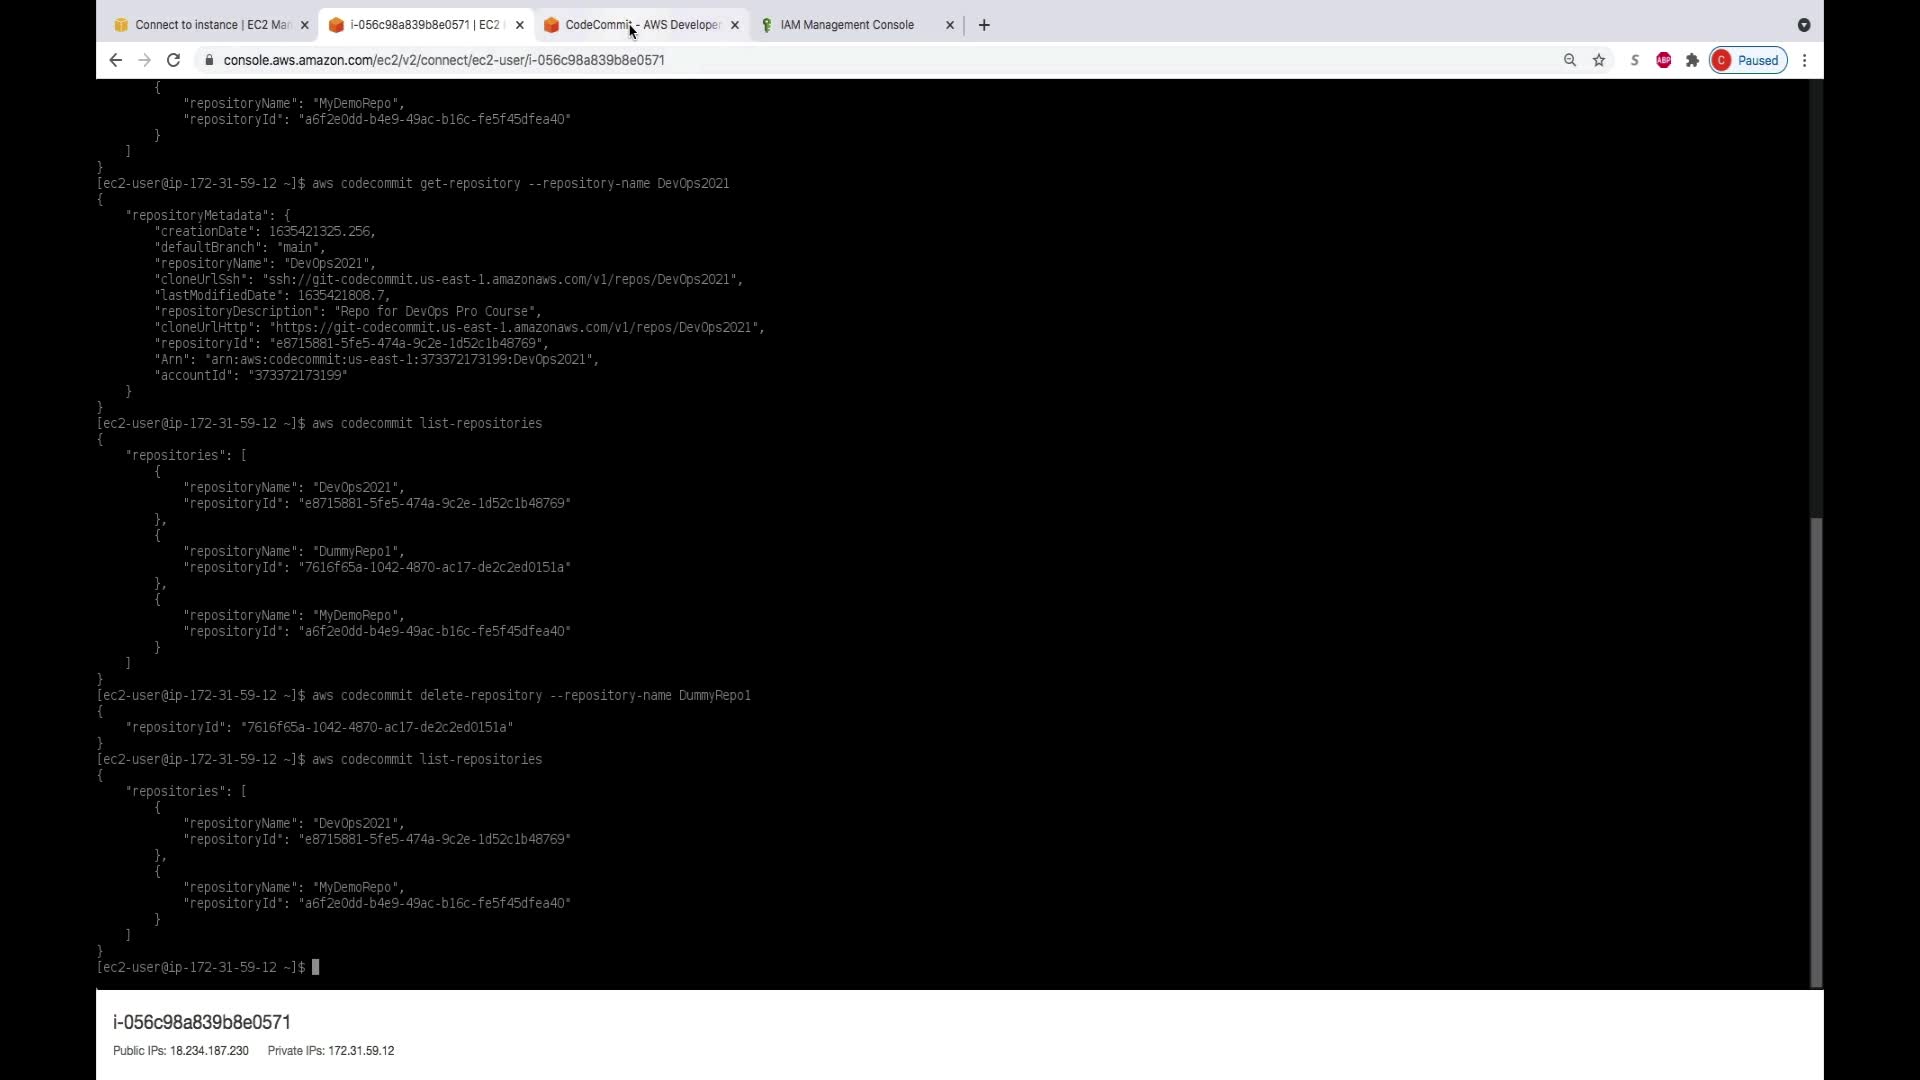 Connect to instance | EC2 Man
i-056c98a839b8e0571 | EC2
CodeCommit - AWS Developer
IAM Management Console
console.aws.amazon.com/ec2/v2/connect/ec2-user/i-056c98a839b8e0571
S
ABP
C
Paused
{
"repositoryName": "MyDemoRepo",
"repositoryId": "a6f2e0dd-b4e9-49ac-b16c-fe5f45dfea40"
}
]
}
[ec2-user@ip-172-31-59-12 ~]$ aws codecommit get-repository --repository-name DevOps2021
{
"repositoryMetadata": {
"creationDate": 1635421325.256,
"defaultBranch": "main",
"repositoryName": "DevOps2021",
"cloneUrlSsh": "ssh://git-codecommit.us-east-1.amazonaws.com/v1/repos/DevOps2021",
"lastModifiedDate": 1635421808.7,
"repositoryDescription": "Repo for DevOps Pro Course",
"cloneUrlHttp": "https://git-codecommit.us-east-1.amazonaws.com/v1/repos/DevOps2021",
"repositoryId": "e8715881-5fe5-474a-9c2e-1d52c1b48769",
"Arn": "arn:aws:codecommit:us-east-1:373372173199:DevOps2021",
"accountId": "373372173199"
}
}
[ec2-user@ip-172-31-59-12 ~]$ aws codecommit list-repositories
{
"repositories": [
{
"repositoryName": "DevOps2021",
"repositoryId": "e8715881-5fe5-474a-9c2e-1d52c1b48769"
},
{
"repositoryName": "DummyRepo1",
"repositoryId": "7616f65a-1042-4870-ac17-de2c2ed0151a"
},
{
"repositoryName": "MyDemoRepo",
"repositoryId": "a6f2e0dd-b4e9-49ac-b16c-fe5f45dfea40"
}
]
}
[ec2-user@ip-172-31-59-12 ~]$ aws codecommit delete-repository --repository-name DummyRepo1
{
"repositoryId": "7616f65a-1042-4870-ac17-de2c2ed0151a"
}
[ec2-user@ip-172-31-59-12 ~]$ aws codecommit list-repositories
{
"repositories": [
{
"repositoryName": "DevOps2021",
"repositoryId": "e8715881-5fe5-474a-9c2e-1d52c1b48769"
},
{
"repositoryName": "MyDemoRepo",
"repositoryId": "a6f2e0dd-b4e9-49ac-b16c-fe5f45dfea40"
}
]
}
[ec2-user@ip-172-31-59-12 ~]$
i-056c98a839b8e0571
Public IPs: 18.234.187.230 Private IPs: 172.31.59.12